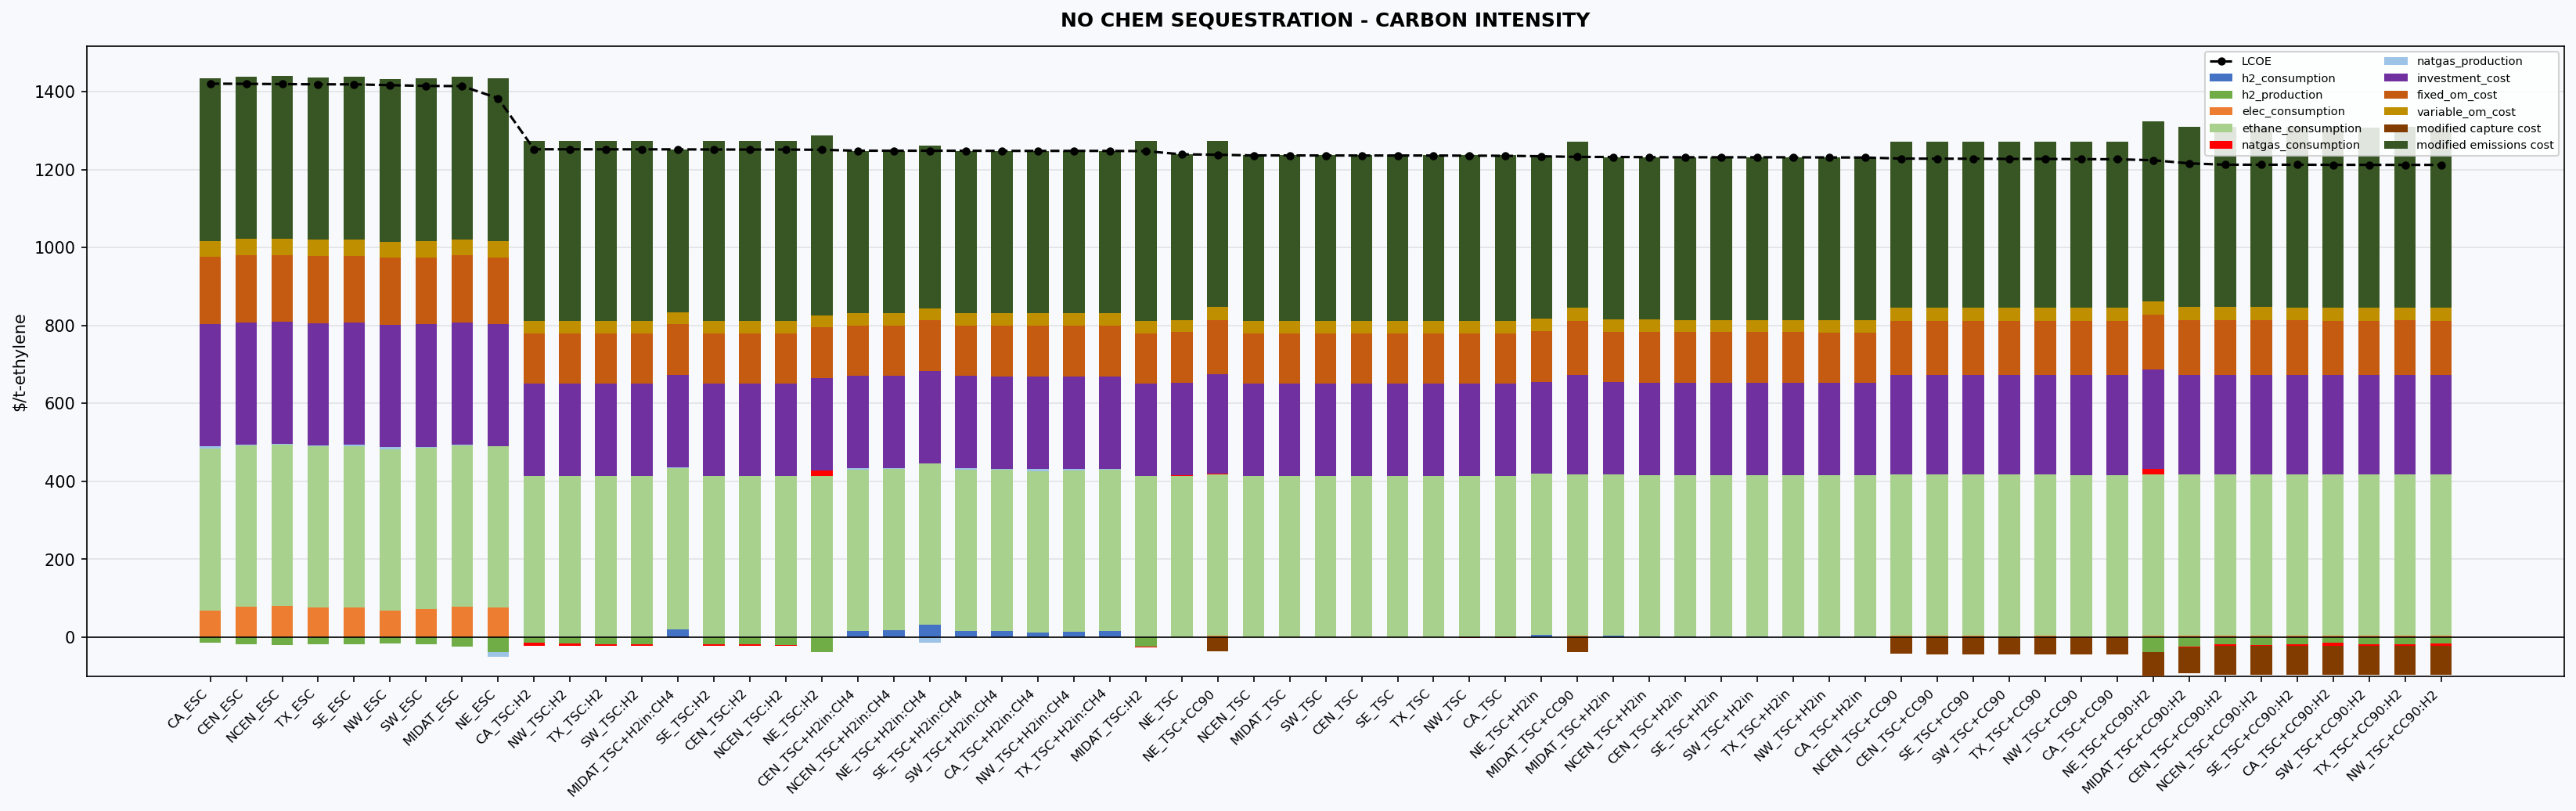 NO CHEM SEQUESTRATION - CARBON INTENSITY
$/t-ethylene
1400
1200
1000
800
600
400
200
0
LCOE
h2_consumption
h2_production
elec_consumption
ethane_consumption
natgas_consumption
natgas_production
investment_cost
fixed_om_cost
variable_om_cost
modified capture cost
modified emissions cost
CA_ESC
CEN_ESC
NCEN_ESC
TX_ESC
SE_ESC
NW_ESC
SW_ESC
MIDAT_ESC
NE_ESC
CA_TSC:H2
NW_TSC:H2
TX_TSC:H2
SW_TSC:H2
MIDAT_TSC+H2in:CH4
SE_TSC:H2
CEN_TSC:H2
NCEN_TSC:H2
NE_TSC:H2
CEN_TSC+H2in:CH4
NCEN_TSC+H2in:CH4
NE_TSC+H2in:CH4
SE_TSC+H2in:CH4
SW_TSC+H2in:CH4
CA_TSC+H2in:CH4
NW_TSC+H2in:CH4
TX_TSC+H2in:CH4
MIDAT_TSC:H2
NE_TSC
NE_TSC+CC90
NCEN_TSC
MIDAT_TSC
SW_TSC
CEN_TSC
SE_TSC
TX_TSC
NW_TSC
CA_TSC
NE_TSC+H2in
MIDAT_TSC+CC90
MIDAT_TSC+H2in
NCEN_TSC+H2in
CEN_TSC+H2in
SE_TSC+H2in
SW_TSC+H2in
TX_TSC+H2in
NW_TSC+H2in
CA_TSC+H2in
NCEN_TSC+CC90
CEN_TSC+CC90
SE_TSC+CC90
SW_TSC+CC90
TX_TSC+CC90
NW_TSC+CC90
CA_TSC+CC90
NE_TSC+CC90:H2
MIDAT_TSC+CC90:H2
CEN_TSC+CC90:H2
NCEN_TSC+CC90:H2
SE_TSC+CC90:H2
CA_TSC+CC90:H2
SW_TSC+CC90:H2
TX_TSC+CC90:H2
NW_TSC+CC90:H2